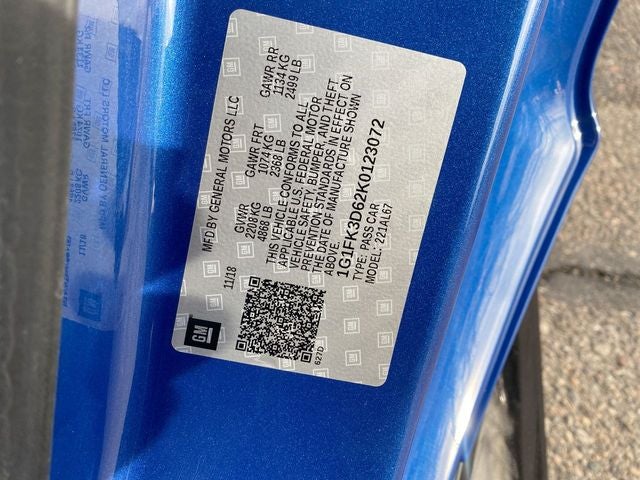 GM
11/18
MFD BY GENERAL MOTORS LLC
GVWR GAWR FRT GAWR RR
2208 KG 1074 KG 1134 KG
4868 LB 2368 LB 2499 LB
THIS VEHICLE CONFORMS TO ALL
APPLICABLE U.S. FEDERAL MOTOR
VEHICLE SAFETY, BUMPER, AND THEFT
PREVENTION STANDARDS IN EFFECT ON
THE DATE OF MANUFACTURE SHOWN
ABOVE.
1G1FK3D62K0123072
TYPE: PASS CAR
MODEL: 221AL67
627D